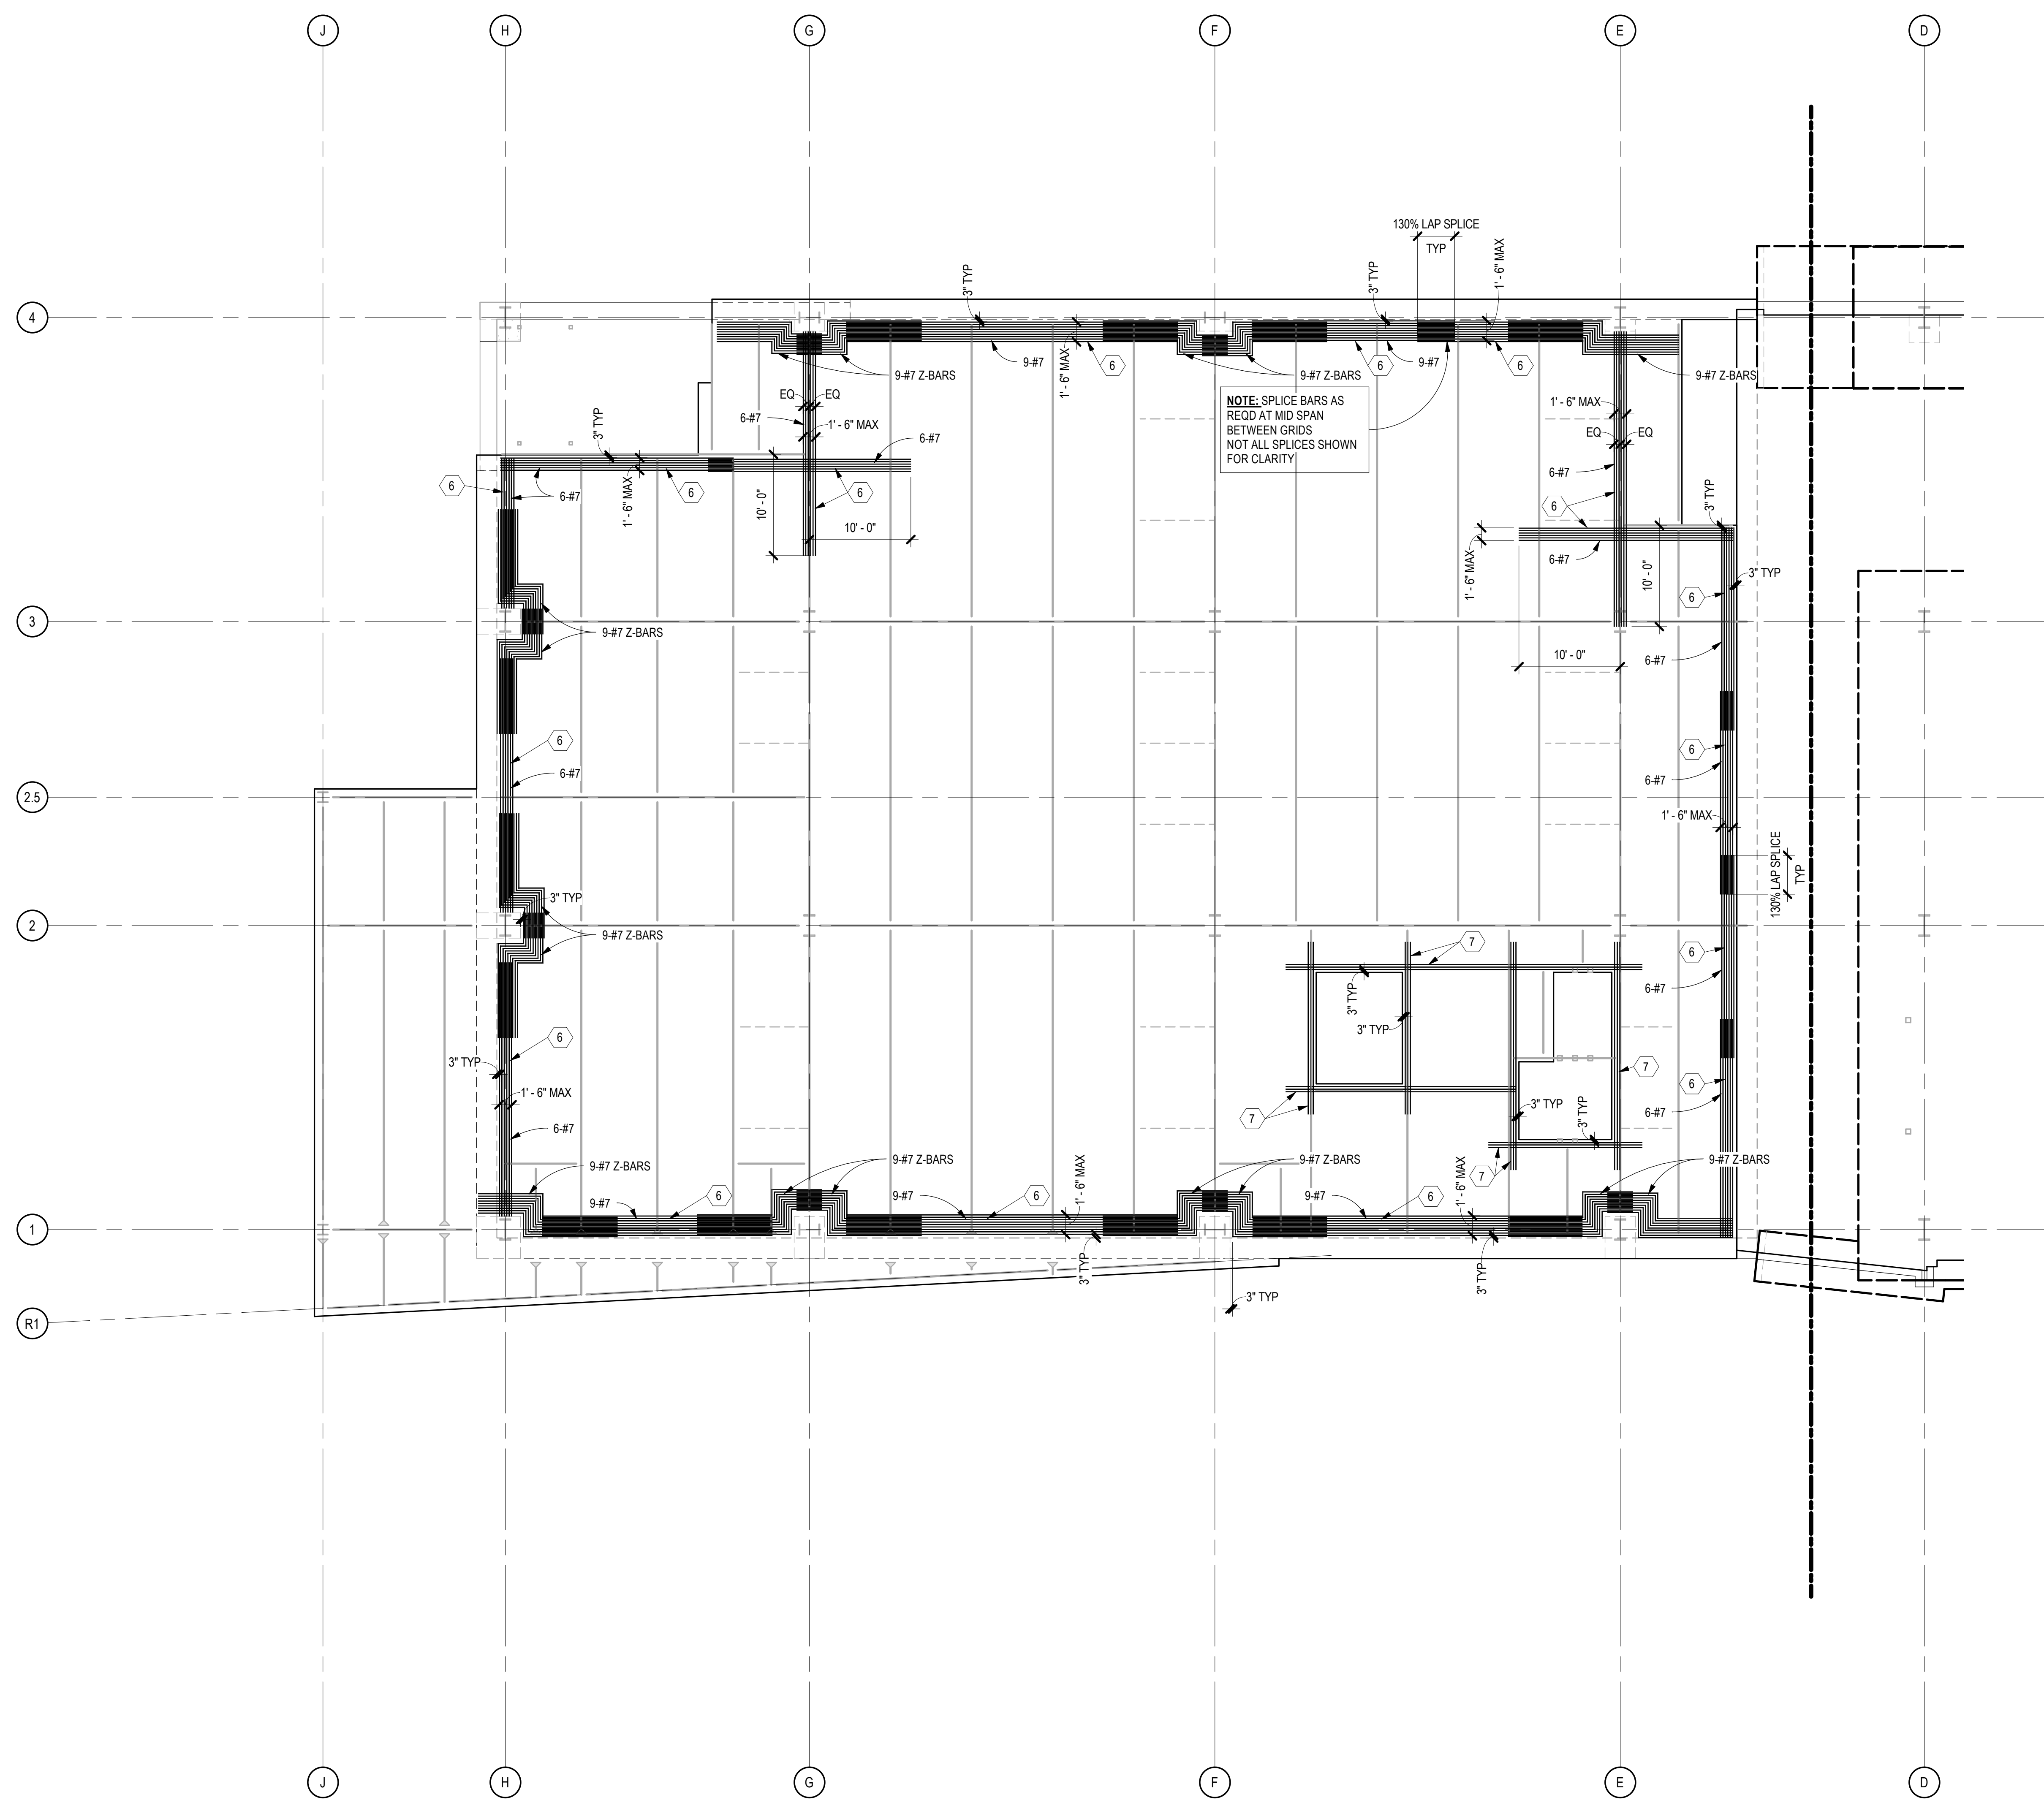 J H G F E D
130% LAP SPLICE
TYP
3" TYP
3" TYP
1' - 6" MAX
4
1' - 6" MAX
9-#7
6
6
9-#7
6
9-#7 Z-BARS
9-#7 Z-BARS
9-#7 Z-BARS
EQ EQ
NOTE: SPLICE BARS AS
REQD AT MID SPAN
BETWEEN GRIDS
NOT ALL SPLICES SHOWN
FOR CLARITY
1' - 6" MAX
6-#7
1' - 6" MAX
3" TYP
6-#7
EQ EQ
6-#7
6
6-#7
1' - 6" MAX
6
6
10' - 0"
10' - 0"
6
3" TYP
6-#7
1' - 6" MAX
10' - 0"
3" TYP
6
3
9-#7 Z-BARS
10' - 0"
6-#7
6
6
6-#7
6-#7
2.5
1' - 6" MAX
130% LAP SPLICE
TYP
3" TYP
2
9-#7 Z-BARS
7
6
6-#7
3" TYP
3" TYP
6
3" TYP
1' - 6" MAX
7
6
3" TYP
3" TYP
6-#7
7
6-#7
9-#7 Z-BARS
9-#7 Z-BARS
9-#7 Z-BARS
9-#7 Z-BARS
7
1' - 6" MAX
1' - 6" MAX
9-#7
6
9-#7
6
9-#7
6
1
3" TYP
3" TYP
3" TYP
R1
J H G F E D